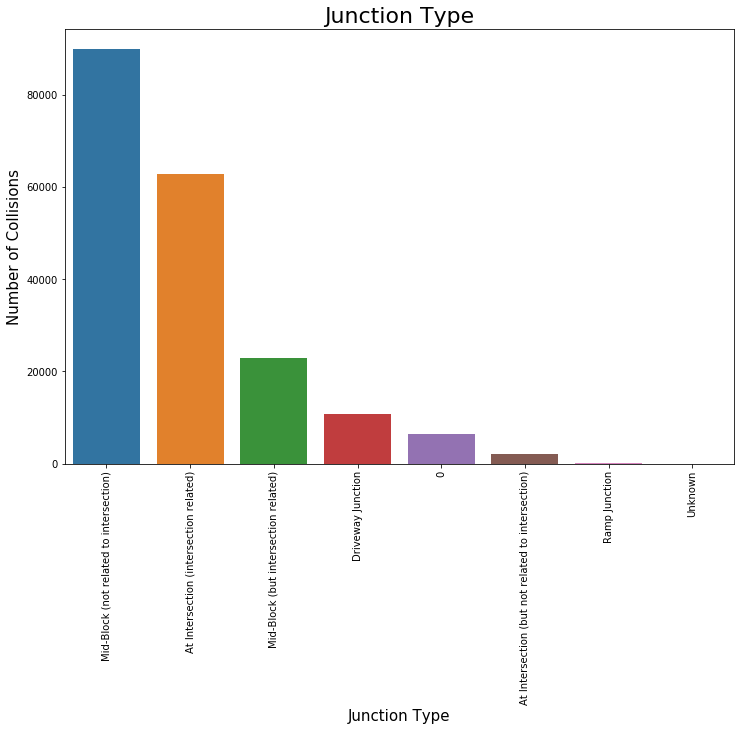 Junction Type
Number of Collisions
80000
60000
40000
20000
0
Mid-Block (not related to intersection)
At Intersection (intersection related)
Mid-Block (but intersection related)
Driveway Junction
0
At Intersection (but not related to intersection)
Ramp Junction
Unknown
Junction Type